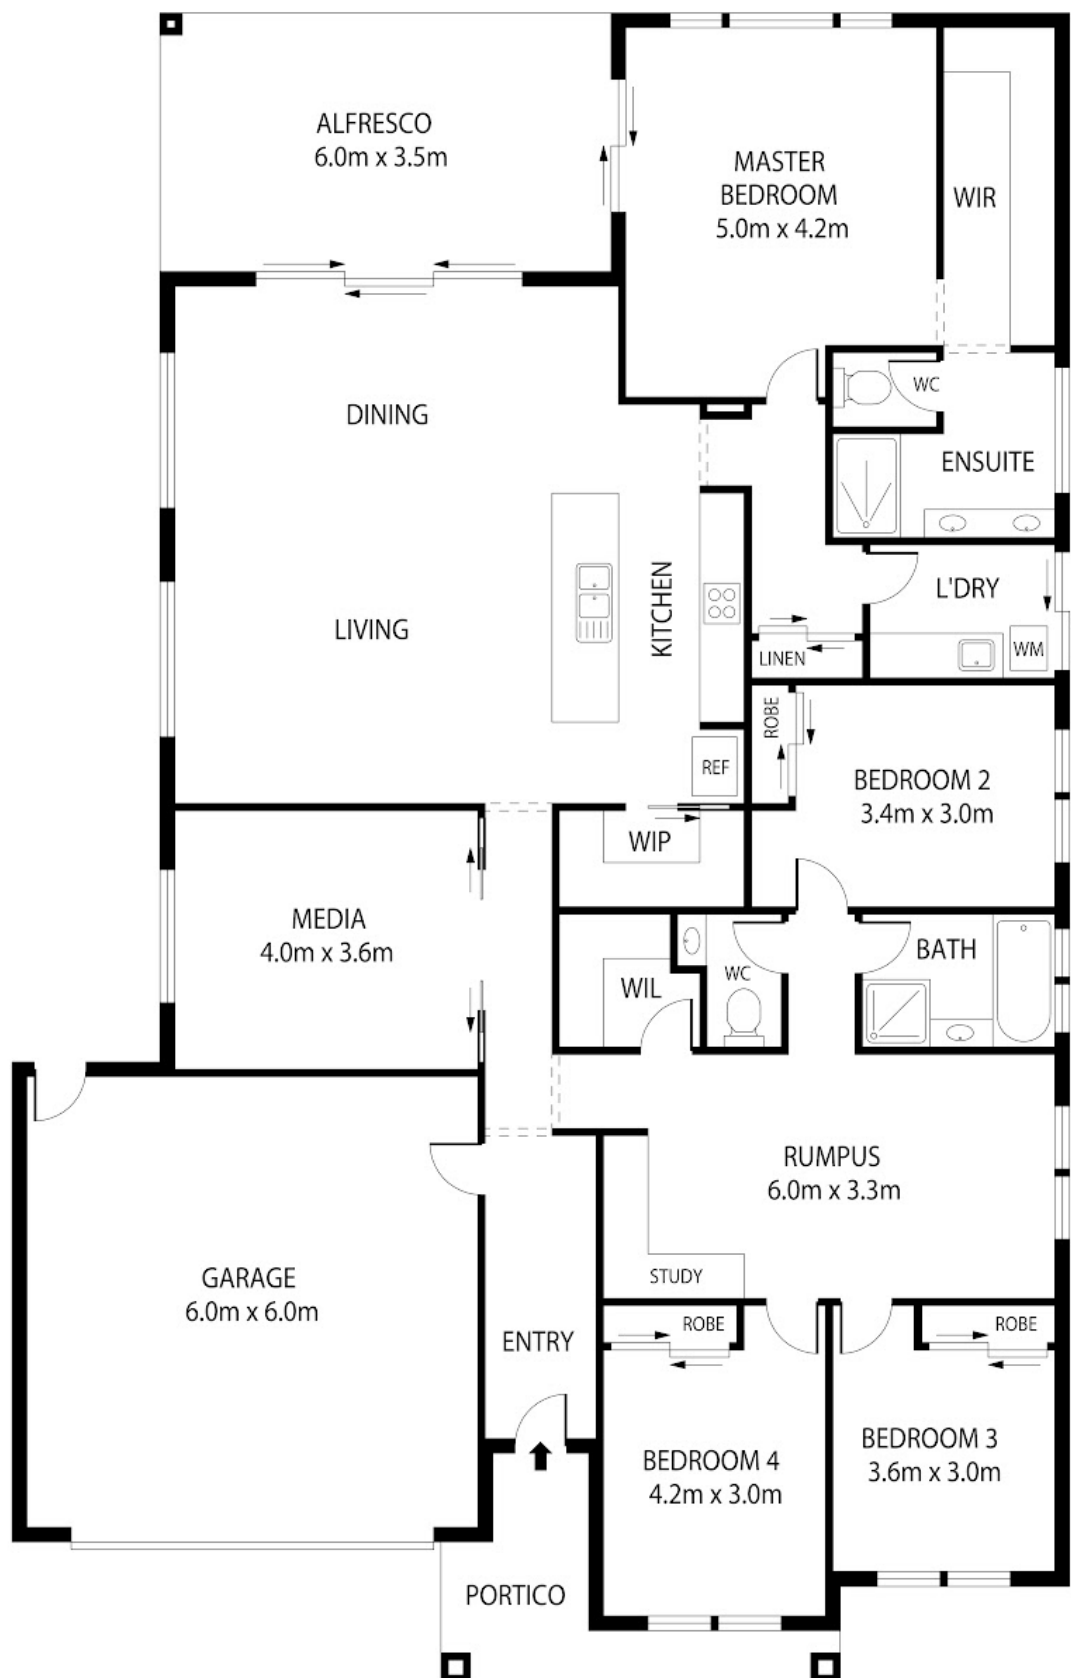 ALFRESCO
6.0m x 3.5m
MASTER
BEDROOM
5.0m x 4.2m
WIR
WC
DINING
ENSUITE
KITCHEN
L'DRY
LIVING
LINEN
WM
ROBE
REF
BEDROOM 2
3.4m x 3.0m
WIP
MEDIA
4.0m x 3.6m
BATH
WC
WIL
RUMPUS
6.0m x 3.3m
GARAGE
6.0m x 6.0m
STUDY
ENTRY
ROBE
ROBE
BEDROOM 4
4.2m x 3.0m
BEDROOM 3
3.6m x 3.0m
PORTICO